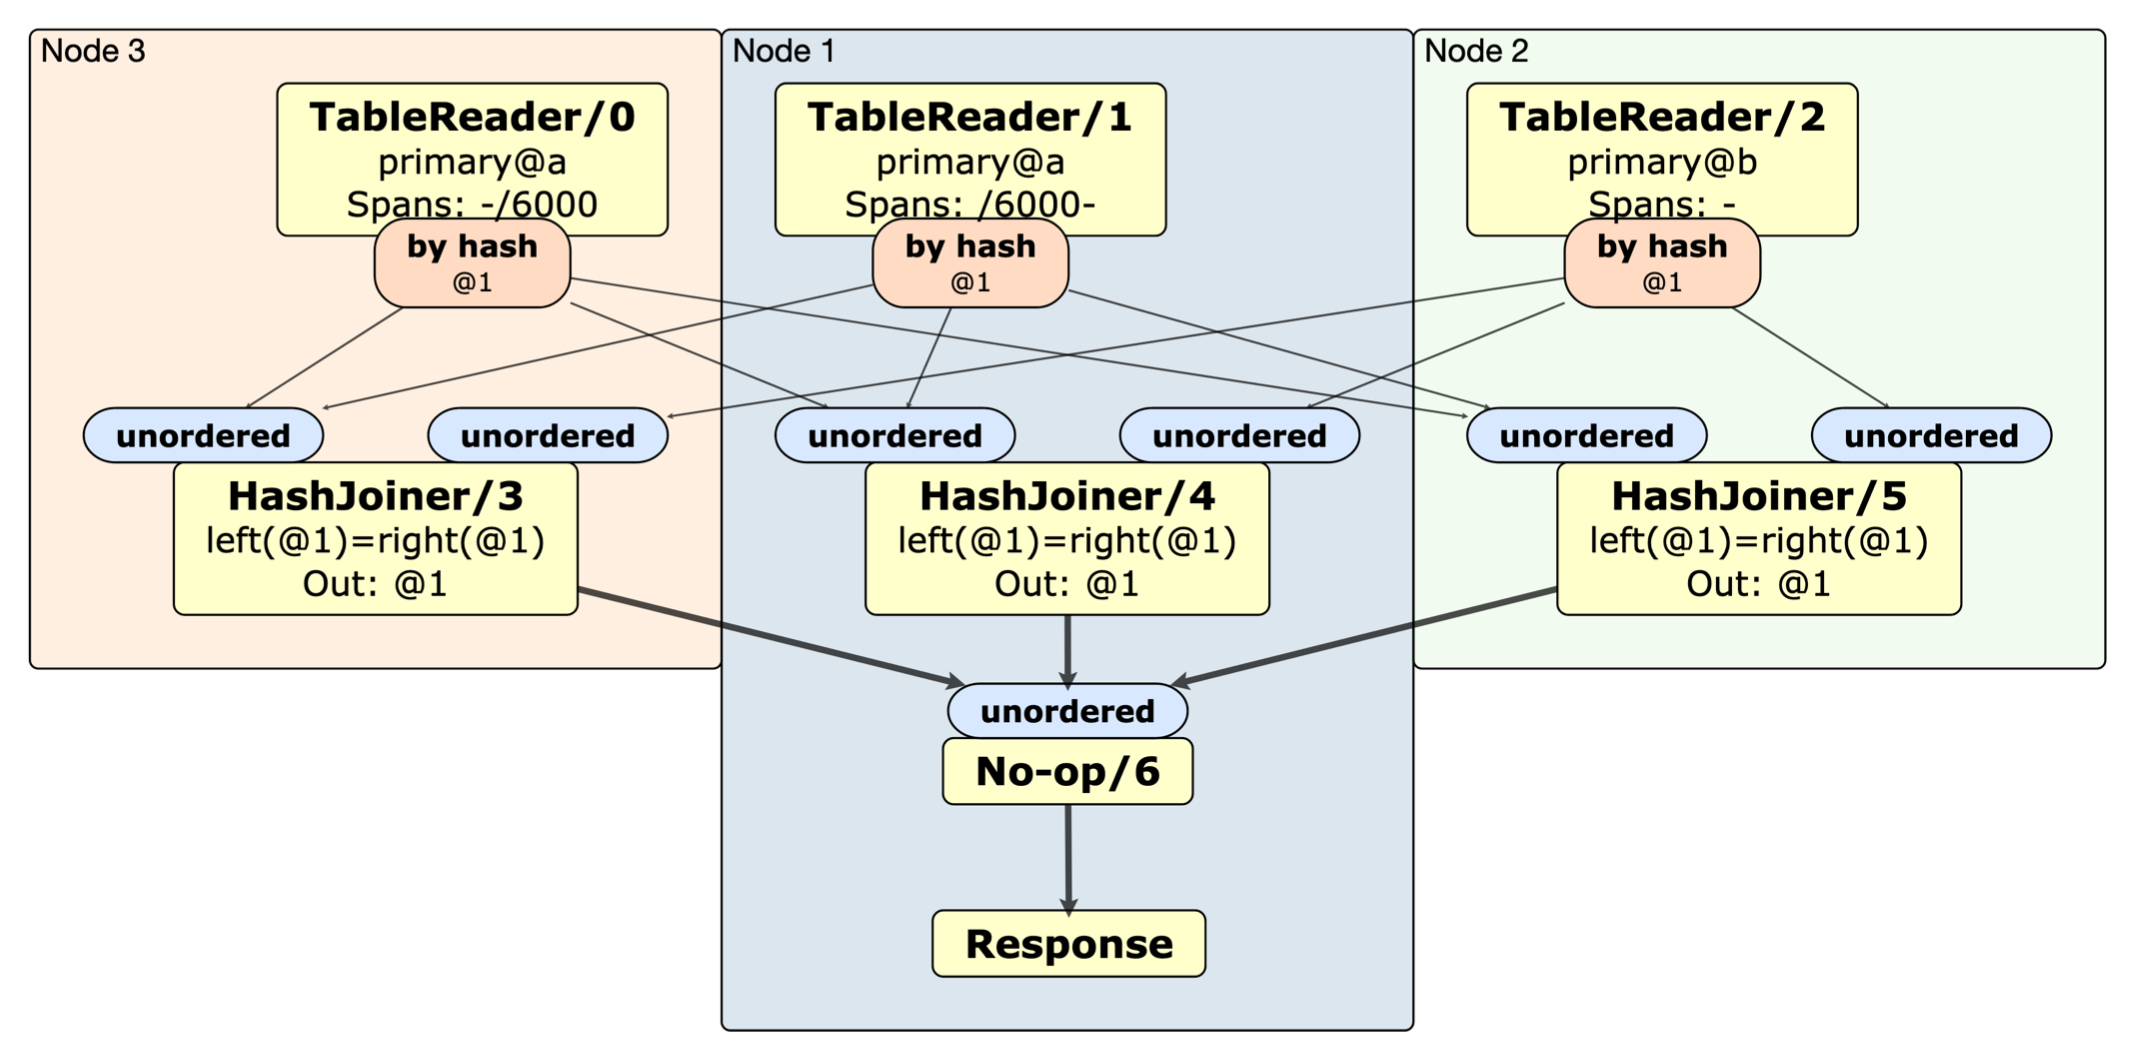 Node 3
Node 1
Node 2
TableReader/0
primary@a
Spans: -/6000
by hash
@1
TableReader/1
primary@a
Spans: /6000-
by hash
@1
TableReader/2
primary@b
Spans: -
by hash
@1
unordered
unordered
unordered
unordered
unordered
unordered
HashJoiner/3
left(@1)=right(@1)
Out: @1
HashJoiner/4
left(@1)=right(@1)
Out: @1
HashJoiner/5
left(@1)=right(@1)
Out: @1
unordered
No-op/6
Response